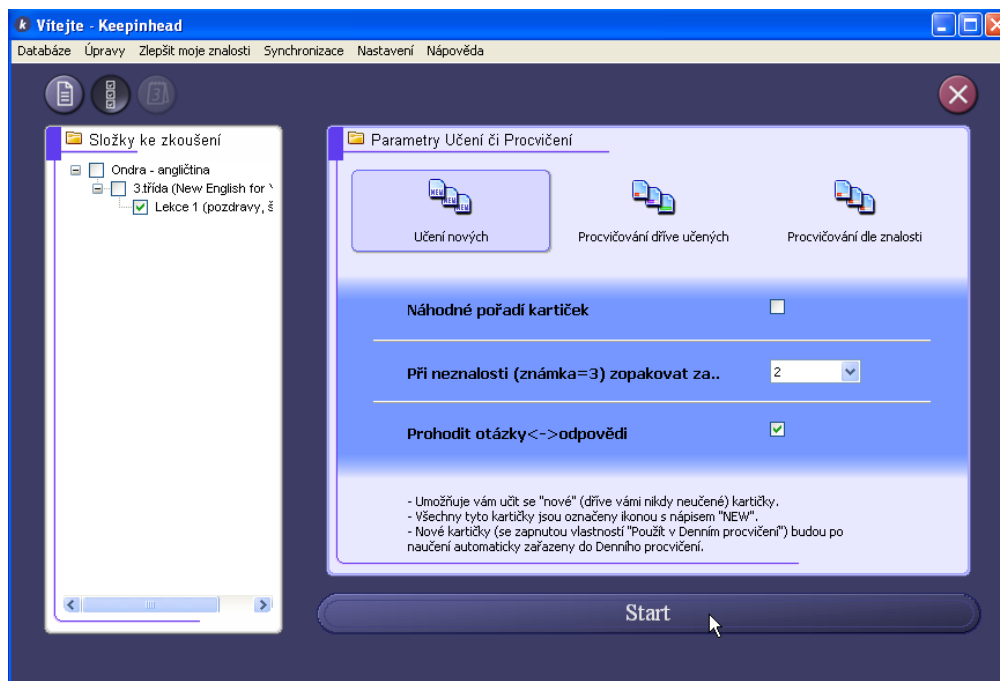 Vítejte - Keepinhead
Databáze Úpravy Zlepšit moje znalosti Synchronizace Nastavení Nápověda
3
Složky ke zkoušení
Ondra - angličtina
3.třída (New English for
Lekce 1 (pozdravy, š
Parametry Učení či Procvičení
NEW NEW NEW
Učení nových
Procvičování dříve učených
Procvičování dle znalosti
Náhodné pořadí kartiček
Při neznalosti (známka=3) zopakovat za..
2
Prohodit otázky<->odpovědi
- Umožňuje vám učit se "nové" (dříve vámi nikdy neučené) kartičky.
- Všechny tyto kartičky jsou označeny ikonou s nápisem "NEW".
- Nové kartičky (se zapnutou vlastností "Použít v Denním procvičení") budou po
naučení automaticky zařazeny do Denního procvičení.
Start